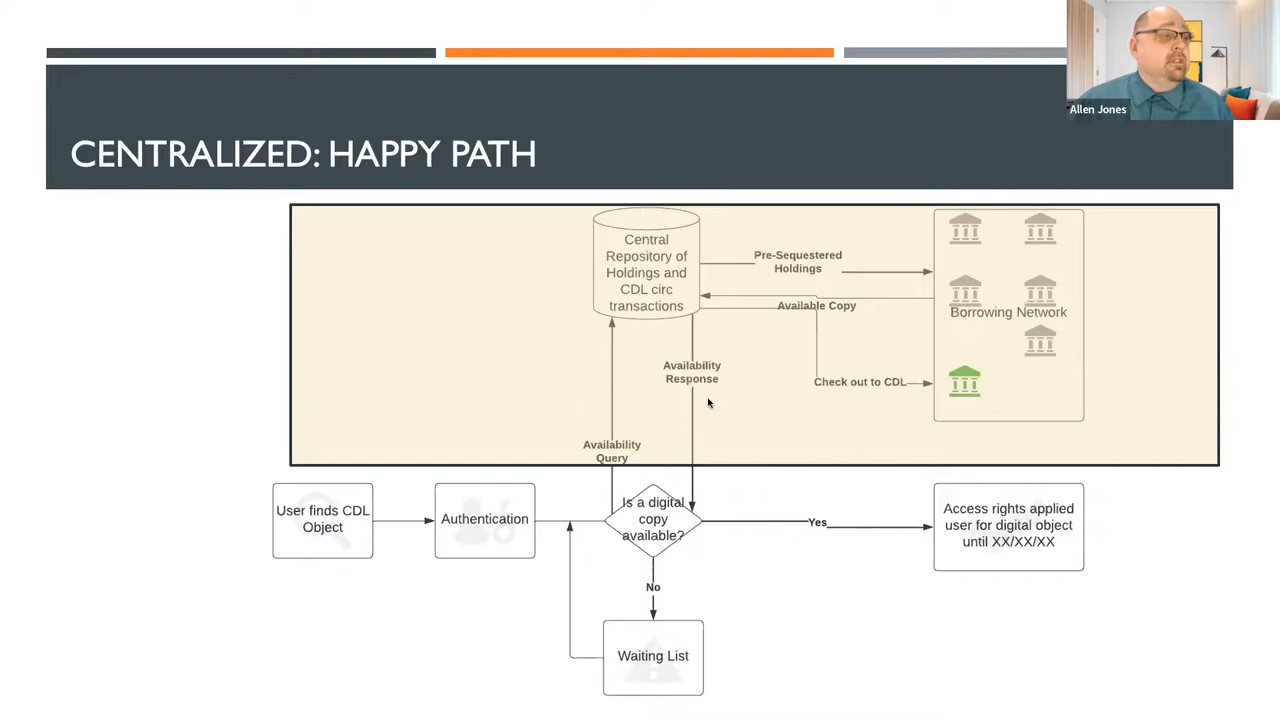 Allen Jones
CENTRALIZED: HAPPY PATH
Central
Repository of
Holdings and
CDL circ
transactions
Pre-Sequestered
Holdings
Available Copy
Borrowing Network
Availability
Response
Check out to CDL
Availability
Query
User finds CDL
Object
Authentication
Is a digital
copy
available?
Yes
Access rights applied
user for digital object
until XX/XX/XX
No
Waiting List